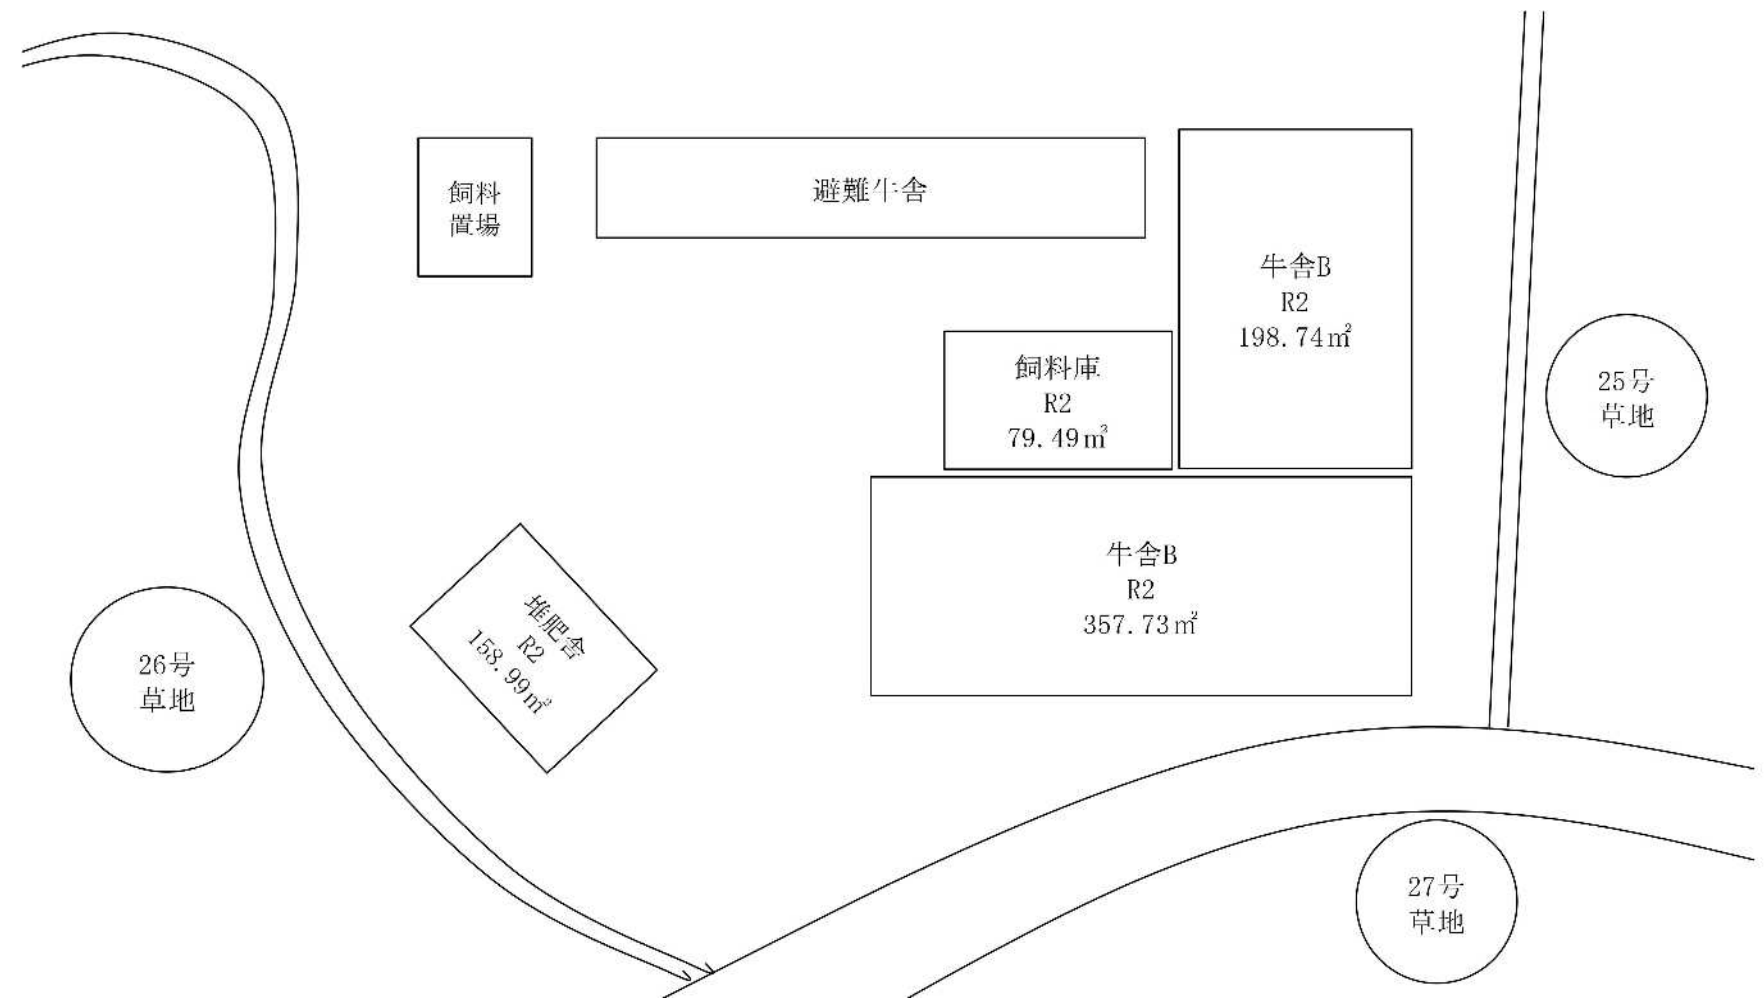 飼料
置場
避難牛舎
牛舎B
R2
198.74㎡
飼料庫
R2
79.49㎡
25号
草地
牛舎B
R2
357.73㎡
堆肥舎
R2
158.99㎡
26号
草地
27号
草地